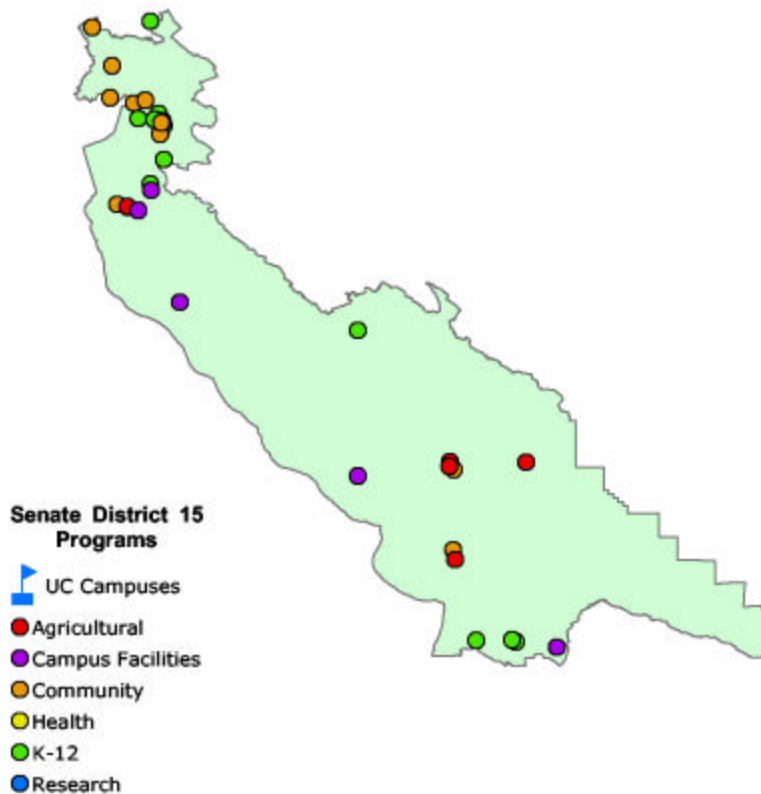 Senate District 15
Programs
UC Campuses
Agricultural
Campus Facilities
Community
Health
K-12
Research